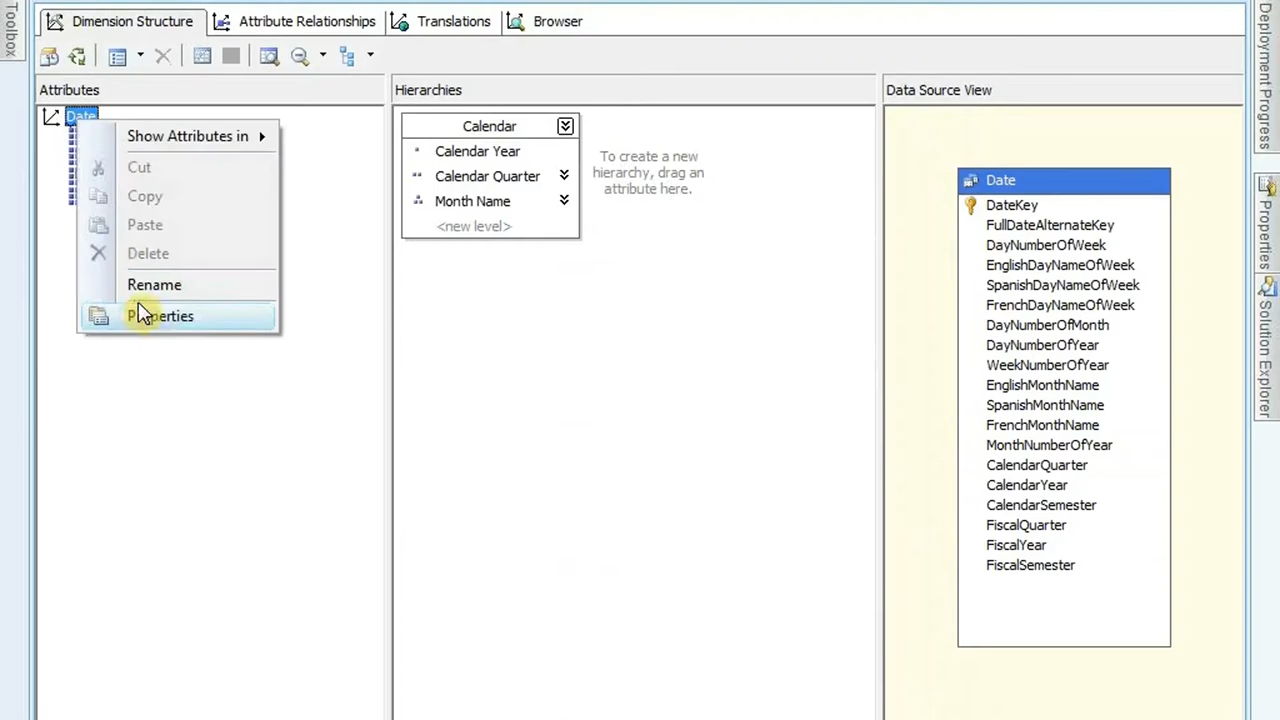 Toolbox
Dimension Structure
Attribute Relationships
Translations
Browser
Attributes
Date
Show Attributes in
Cut
Copy
Paste
Delete
Rename
Properties
Hierarchies
Calendar
Calendar Year
Calendar Quarter
Month Name
<new level>
To create a new
hierarchy, drag an
attribute here.
Data Source View
Date
DateKey
FullDateAlternateKey
DayNumberOfWeek
EnglishDayNameOfWeek
SpanishDayNameOfWeek
FrenchDayNameOfWeek
DayNumberOfMonth
DayNumberOfYear
WeekNumberOfYear
EnglishMonthName
SpanishMonthName
FrenchMonthName
MonthNumberOfYear
CalendarQuarter
CalendarYear
CalendarSemester
FiscalQuarter
FiscalYear
FiscalSemester
Deployment Progress
Properties
Solution Explorer